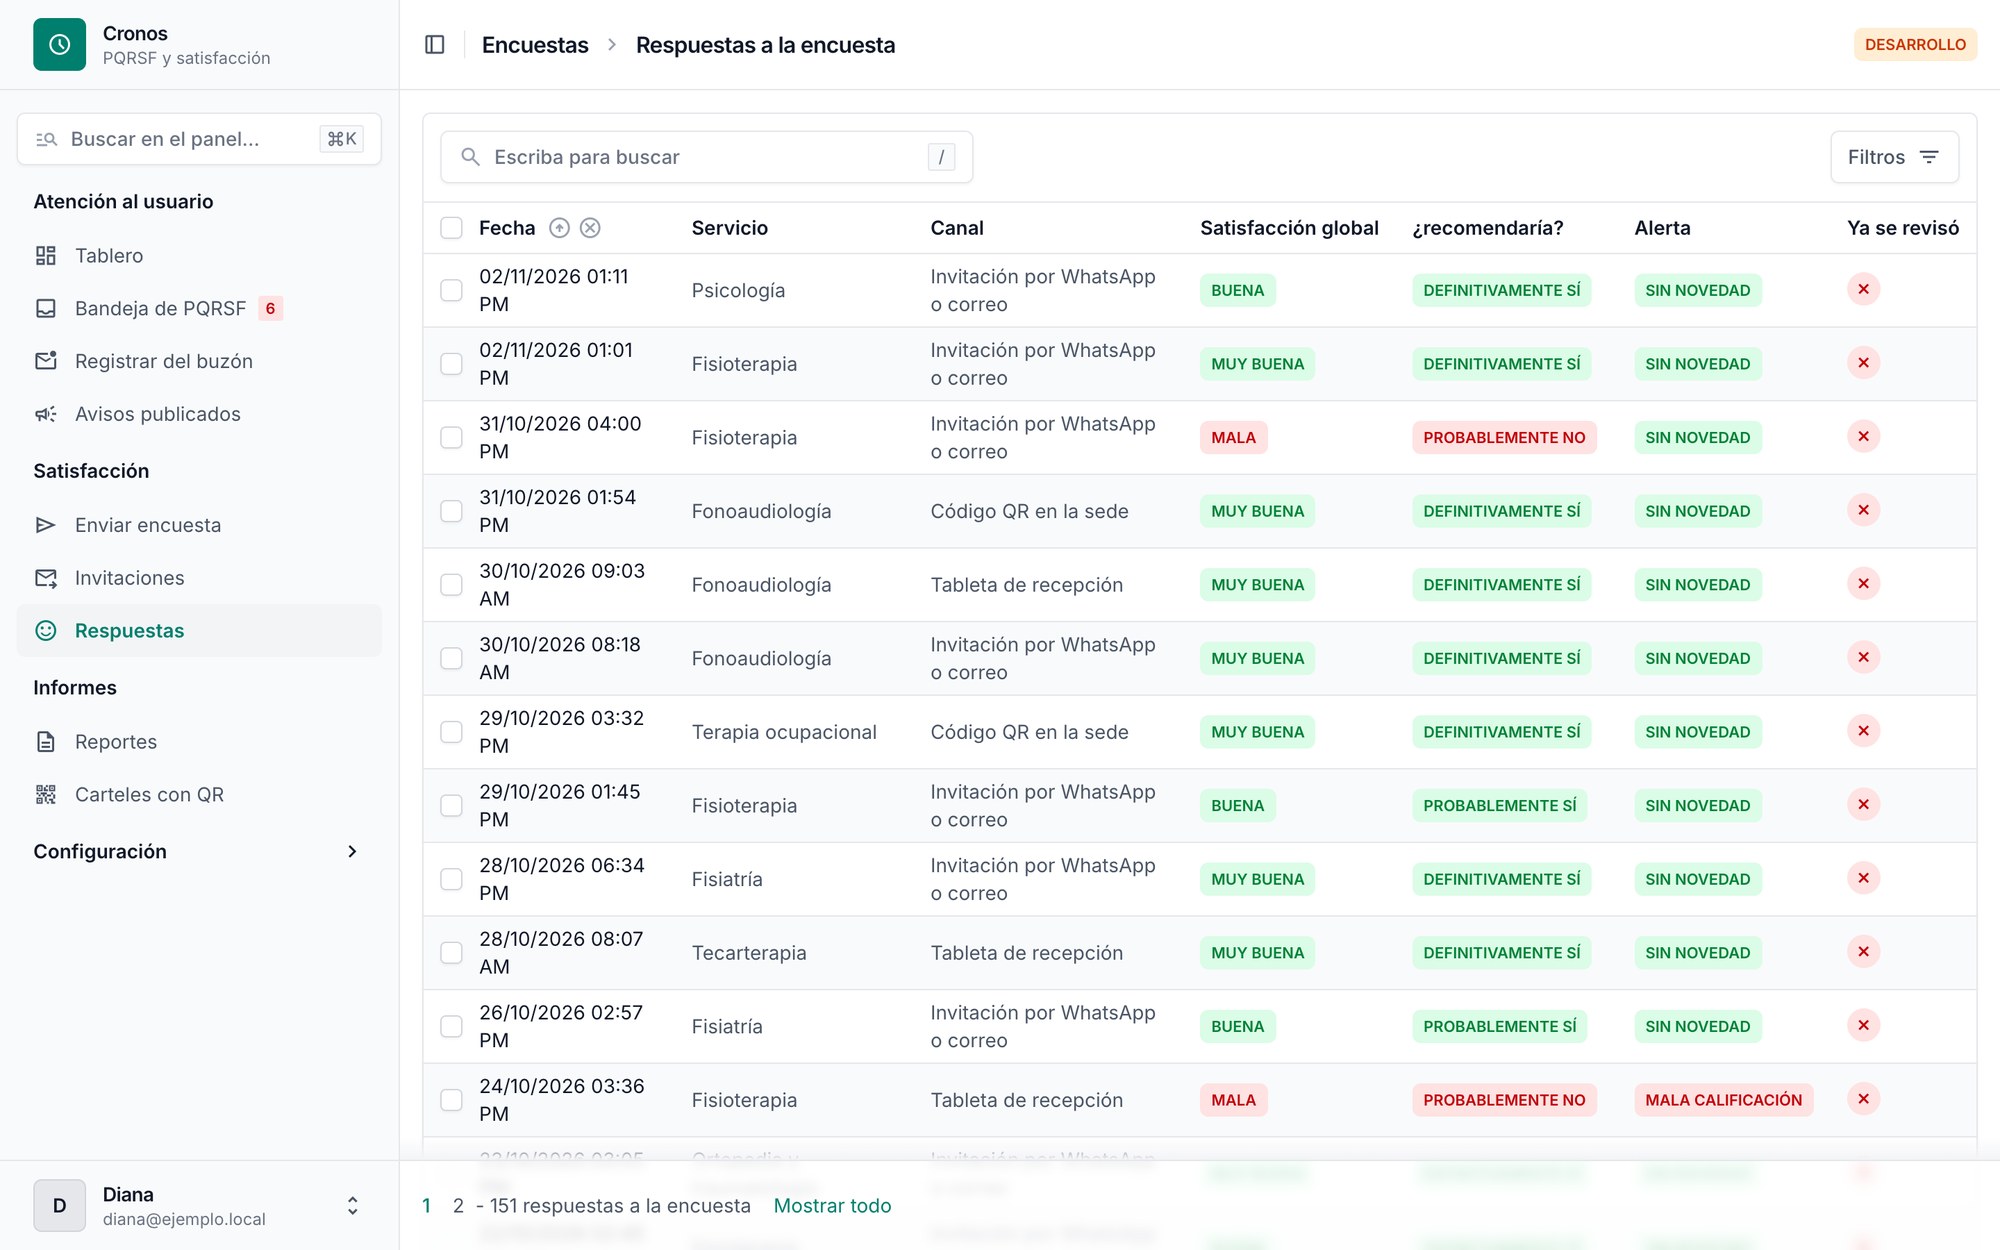 Cronos
PQRSF y satisfacción
Buscar en el panel...
⌘K
Atención al usuario
Tablero
Bandeja de PQRSF 6
Registrar del buzón
Avisos publicados
Satisfacción
Enviar encuesta
Invitaciones
Respuestas
Informes
Reportes
Carteles con QR
Configuración
D
Diana
diana@ejemplo.local
Encuestas > Respuestas a la encuesta
DESARROLLO
Escriba para buscar /
Filtros
Fecha Servicio Canal Satisfacción global ¿recomendaría? Alerta Ya se revisó
02/11/2026 01:11 PM Psicología Invitación por WhatsApp o correo BUENA DEFINITIVAMENTE SÍ SIN NOVEDAD
02/11/2026 01:01 PM Fisioterapia Invitación por WhatsApp o correo MUY BUENA DEFINITIVAMENTE SÍ SIN NOVEDAD
31/10/2026 04:00 PM Fisioterapia Invitación por WhatsApp o correo MALA PROBABLEMENTE NO SIN NOVEDAD
31/10/2026 01:54 PM Fonoaudiología Código QR en la sede MUY BUENA DEFINITIVAMENTE SÍ SIN NOVEDAD
30/10/2026 09:03 AM Fonoaudiología Tableta de recepción MUY BUENA DEFINITIVAMENTE SÍ SIN NOVEDAD
30/10/2026 08:18 AM Fonoaudiología Invitación por WhatsApp o correo MUY BUENA DEFINITIVAMENTE SÍ SIN NOVEDAD
29/10/2026 03:32 PM Terapia ocupacional Código QR en la sede MUY BUENA DEFINITIVAMENTE SÍ SIN NOVEDAD
29/10/2026 01:45 PM Fisioterapia Invitación por WhatsApp o correo BUENA PROBABLEMENTE SÍ SIN NOVEDAD
28/10/2026 06:34 PM Fisiatría Invitación por WhatsApp o correo MUY BUENA DEFINITIVAMENTE SÍ SIN NOVEDAD
28/10/2026 08:07 AM Tecarterapia Tableta de recepción MUY BUENA DEFINITIVAMENTE SÍ SIN NOVEDAD
26/10/2026 02:57 PM Fisiatría Invitación por WhatsApp o correo BUENA PROBABLEMENTE SÍ SIN NOVEDAD
24/10/2026 03:36 PM Fisioterapia Tableta de recepción MALA PROBABLEMENTE NO MALA CALIFICACIÓN
1 2 - 151 respuestas a la encuesta Mostrar todo